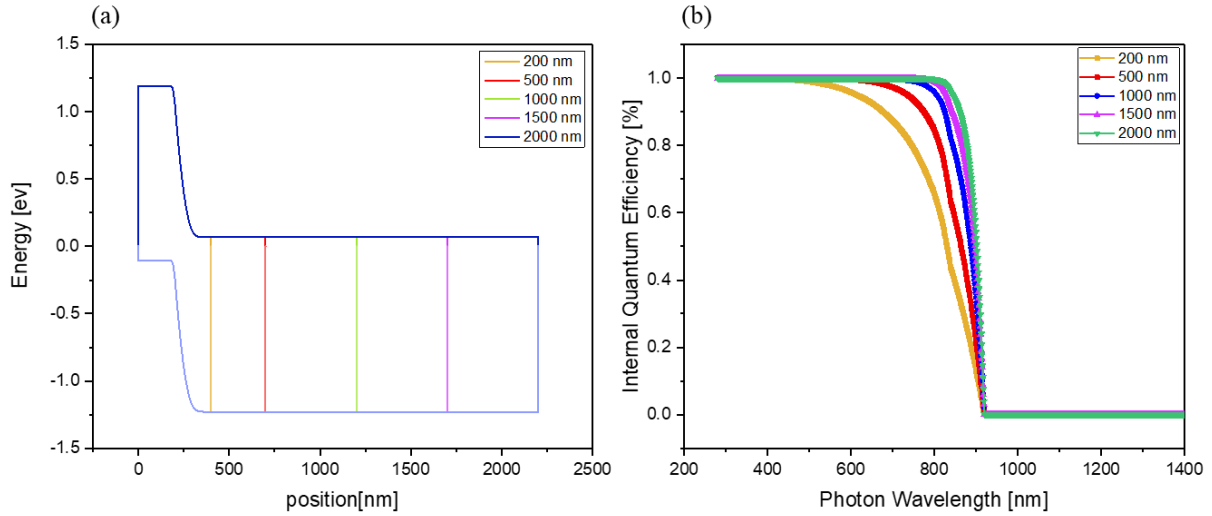 (a)
1.5
1.0
0.5
0.0
-0.5
-1.0
-1.5
Energy [ev]
0
500
1000
1500
2000
2500
position[nm]
200 nm
500 nm
1000 nm
1500 nm
2000 nm
(b)
1.0
0.8
0.6
0.4
0.2
0.0
Internal Quantum Efficiency [%]
200
400
600
800
1000
1200
1400
Photon Wavelength [nm]
200 nm
500 nm
1000 nm
1500 nm
2000 nm